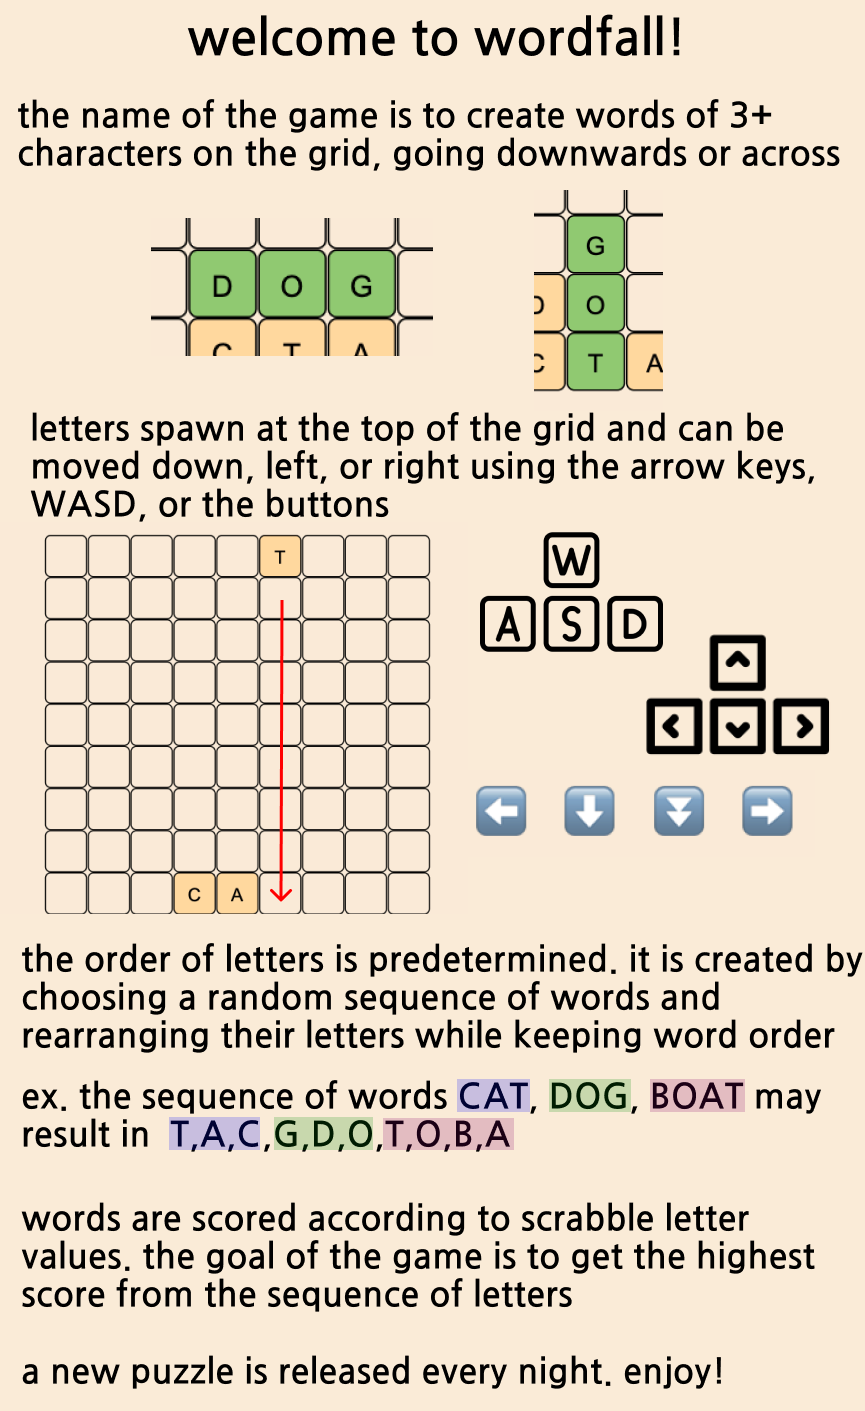 welcome to wordfall!
the name of the game is to create words of 3+
characters on the grid, going downwards or across
D O G
C T A
G
D O
C T A
letters spawn at the top of the grid and can be
moved down, left, or right using the arrow keys,
WASD, or the buttons
T
C A
W
A S D
the order of letters is predetermined. it is created by
choosing a random sequence of words and
rearranging their letters while keeping word order
ex. the sequence of words CAT, DOG, BOAT may
result in T,A,C,G,D,O,T,O,B,A
words are scored according to scrabble letter
values. the goal of the game is to get the highest
score from the sequence of letters
a new puzzle is released every night. enjoy!